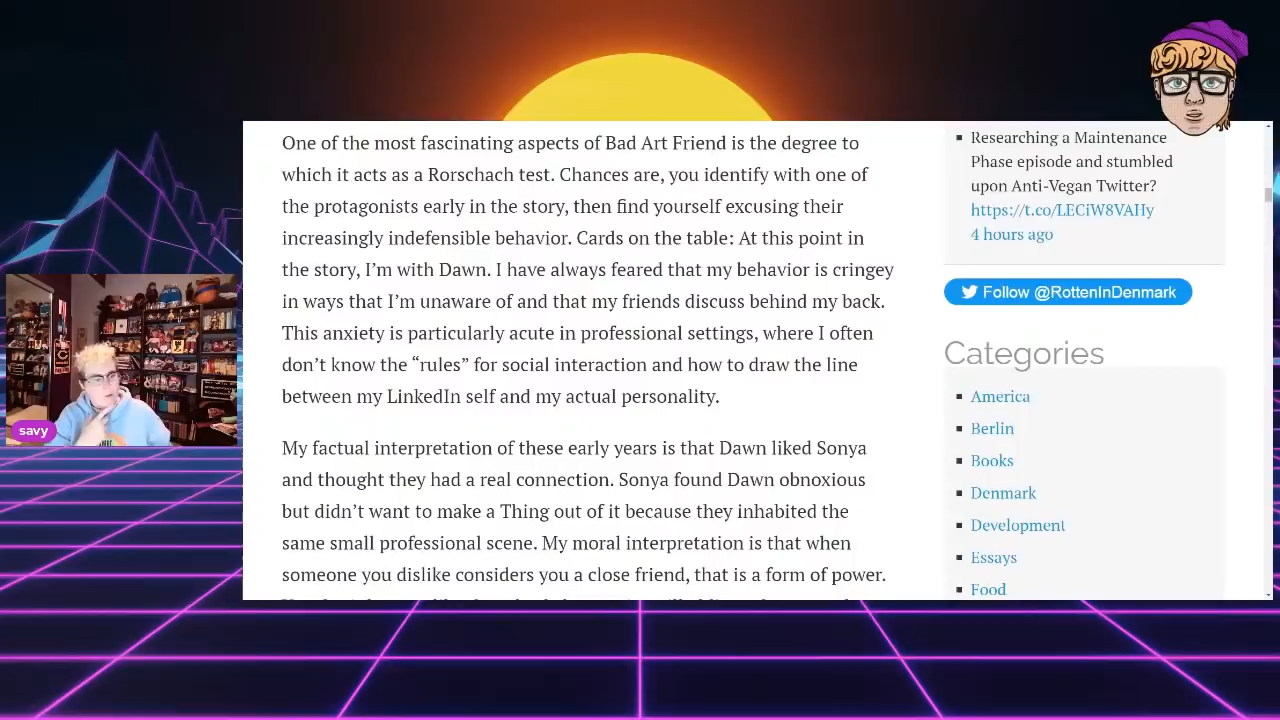 One of the most fascinating aspects of Bad Art Friend is the degree to
which it acts as a Rorschach test. Chances are, you identify with one of
the protagonists early in the story, then find yourself excusing their
increasingly indefensible behavior. Cards on the table: At this point in
the story, I’m with Dawn. I have always feared that my behavior is cringey
in ways that I’m unaware of and that my friends discuss behind my back.
This anxiety is particularly acute in professional settings, where I often
don’t know the “rules” for social interaction and how to draw the line
between my LinkedIn self and my actual personality.
My factual interpretation of these early years is that Dawn liked Sonya
and thought they had a real connection. Sonya found Dawn obnoxious
but didn’t want to make a Thing out of it because they inhabited the
same small professional scene. My moral interpretation is that when
someone you dislike considers you a close friend, that is a form of power.
Researching a Maintenance
Phase episode and stumbled
upon Anti-Vegan Twitter?
https://t.co/LECiW8VAHy
4 hours ago
Follow @RottenInDenmark
Categories
America
Berlin
Books
Denmark
Development
Essays
Food
savy